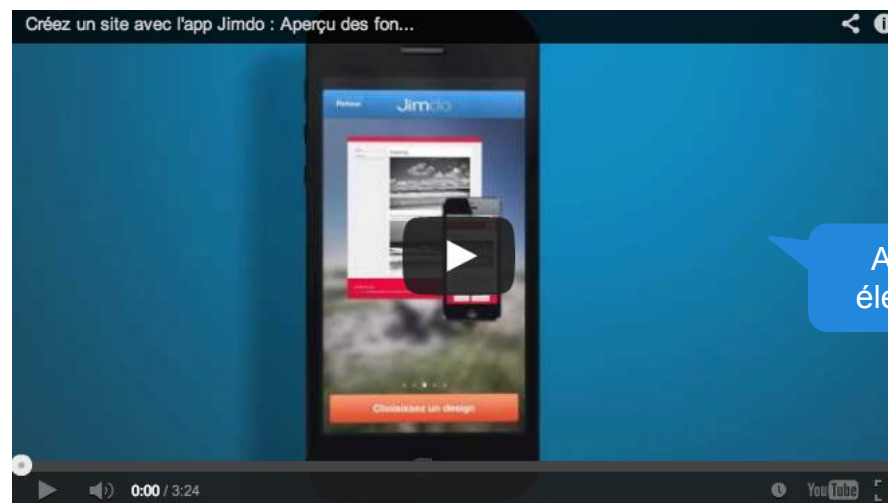 Créez un site avec l'app Jimdo : Aperçu des fon...
Retour
Jimdo
A
éle
Choisissez un design
0:00 / 3:24
YouTube